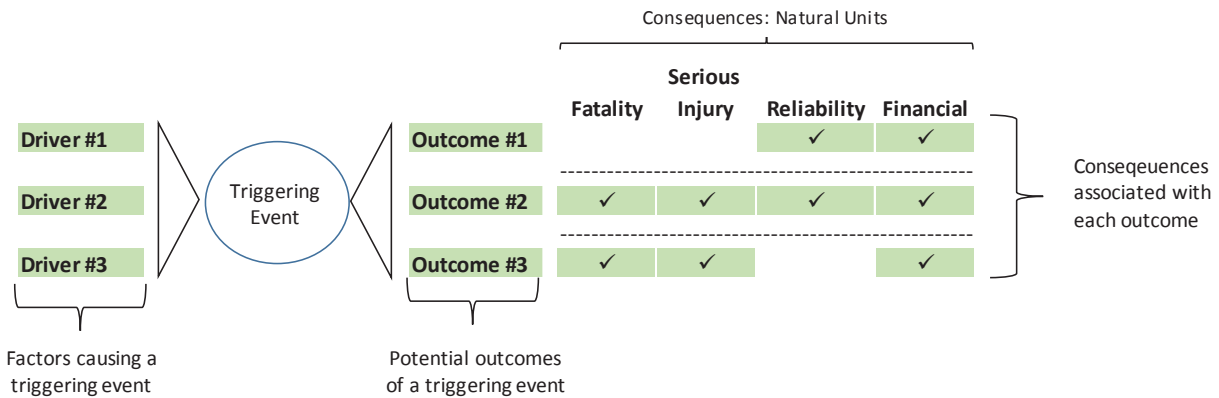 Consequences: Natural Units
Serious
Fatality Injury Reliability Financial
Driver #1 Outcome #1 ✓ ✓
Driver #2 Triggering Event Outcome #2 ✓ ✓ ✓ ✓
Driver #3 Outcome #3 ✓ ✓ ✓
Conseqeuences
associated with
each outcome
Factors causing a
triggering event
Potential outcomes
of a triggering event